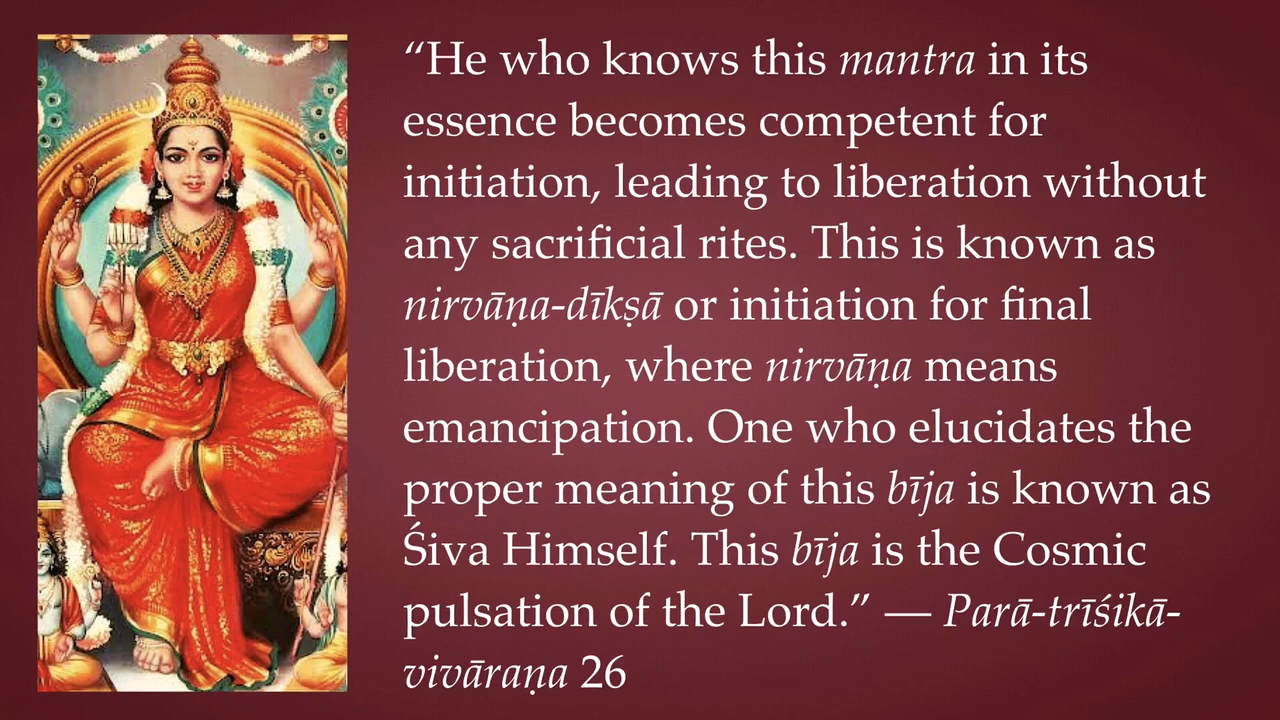 “He who knows this mantra in its
essence becomes competent for
initiation, leading to liberation without
any sacrificial rites. This is known as
nirvāṇa-dīkṣā or initiation for final
liberation, where nirvāṇa means
emancipation. One who elucidates the
proper meaning of this bīja is known as
Śiva Himself. This bīja is the Cosmic
pulsation of the Lord.” — Parā-trīśikā-
vivāraṇa 26